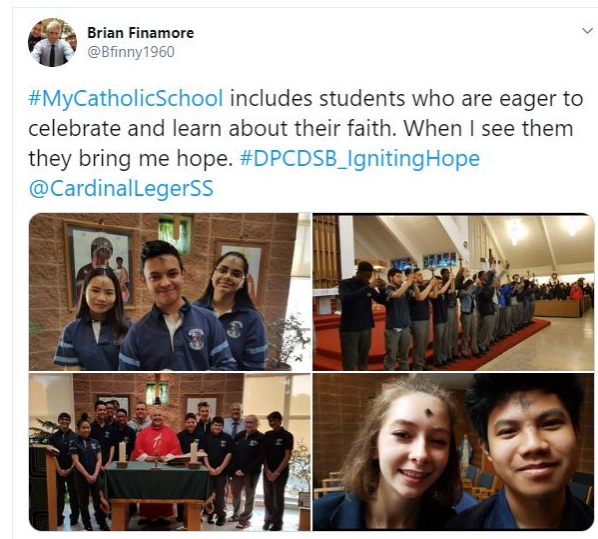 Brian Finamore
@Bfinny1960
#MyCatholicSchool includes students who are eager to
celebrate and learn about their faith. When I see them
they bring me hope. #DPCDSB_IgnitingHope
@CardinalLegerSS